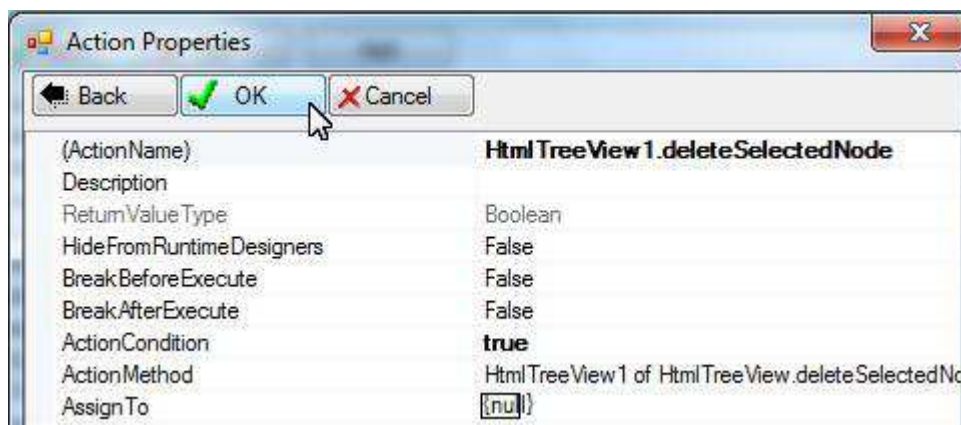 Action Properties
Back OK Cancel
(ActionName) HtmlTreeView1.deleteSelectedNode
Description
ReturnValueType Boolean
HideFromRuntimeDesigners False
BreakBeforeExecute False
BreakAfterExecute False
ActionCondition true
ActionMethod HtmlTreeView1 of HtmlTreeView.deleteSelectedNo
AssignTo {null}